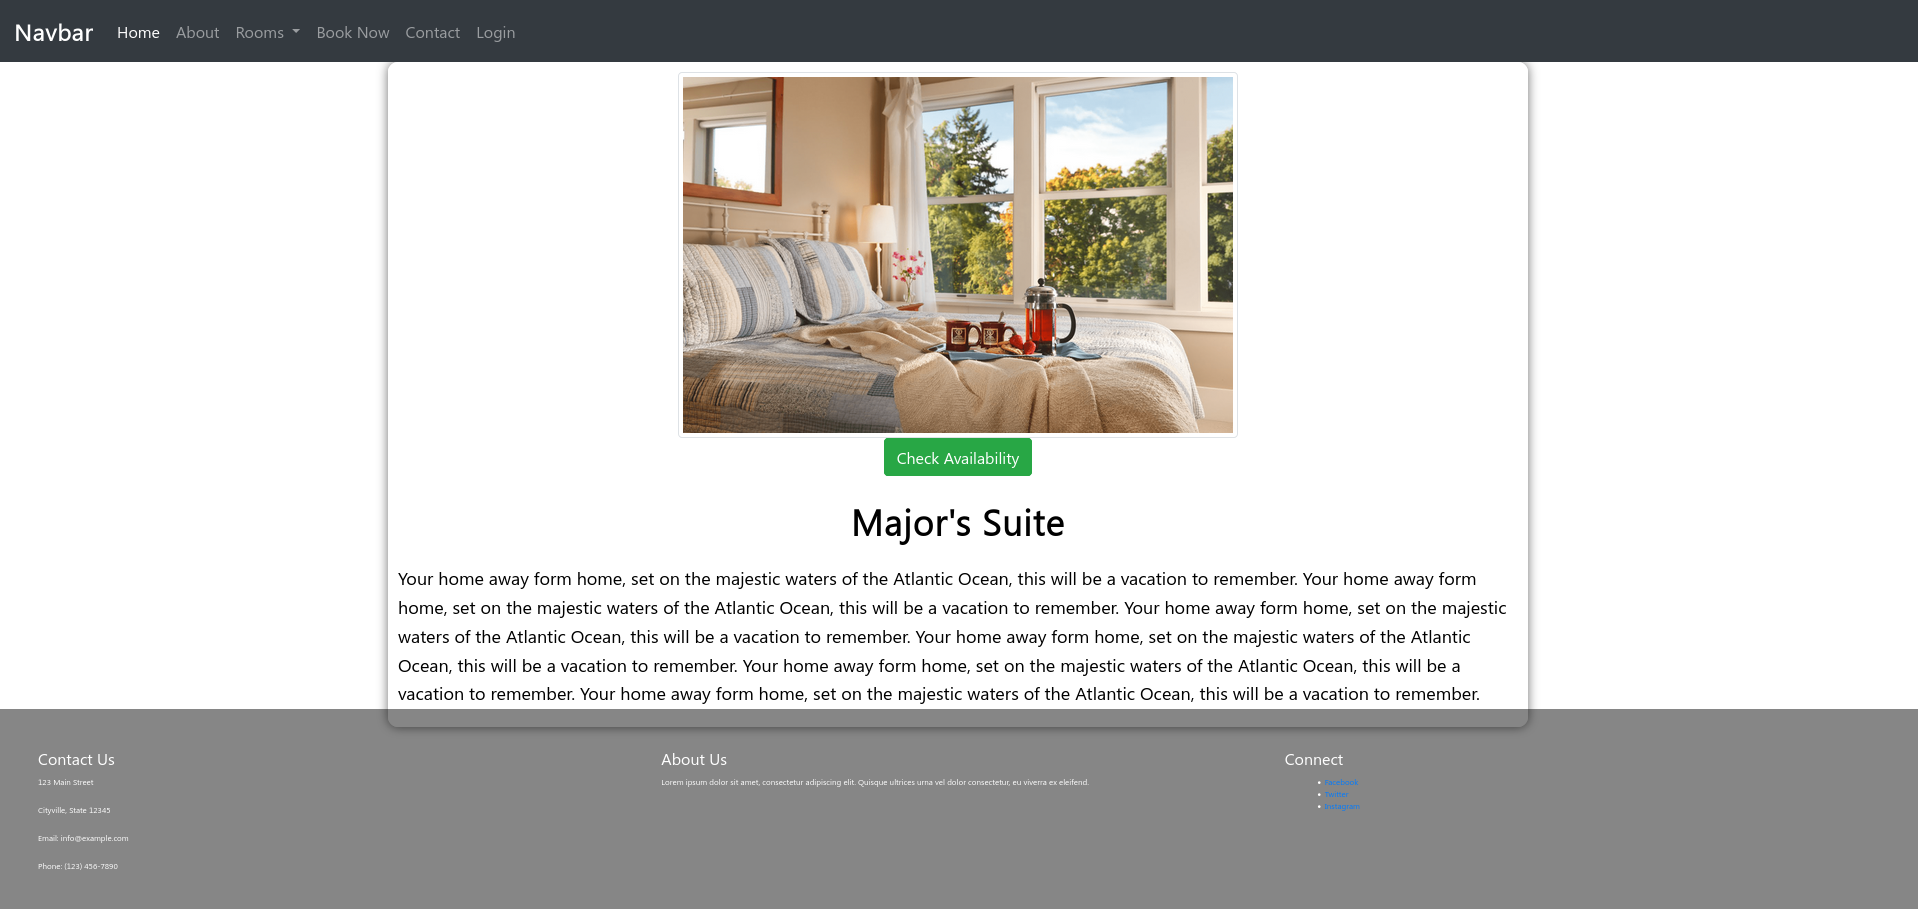 Navbar Home About Rooms Book Now Contact Login
Check Availability
Major's Suite
Your home away form home, set on the majestic waters of the Atlantic Ocean, this will be a vacation to remember. Your home away form
home, set on the majestic waters of the Atlantic Ocean, this will be a vacation to remember. Your home away form home, set on the majestic
waters of the Atlantic Ocean, this will be a vacation to remember. Your home away form home, set on the majestic waters of the Atlantic
Ocean, this will be a vacation to remember. Your home away form home, set on the majestic waters of the Atlantic Ocean, this will be a
vacation to remember. Your home away form home, set on the majestic waters of the Atlantic Ocean, this will be a vacation to remember.
Contact Us
123 Main Street
Cityville, State 12345
Email: info@example.com
Phone: (123) 456-7890
About Us
Lorem ipsum dolor sit amet, consectetur adipiscing elit. Quisque ultrices urna vel dolor consectetur, eu viverra ex eleifend.
Connect
Facebook
Twitter
Instagram